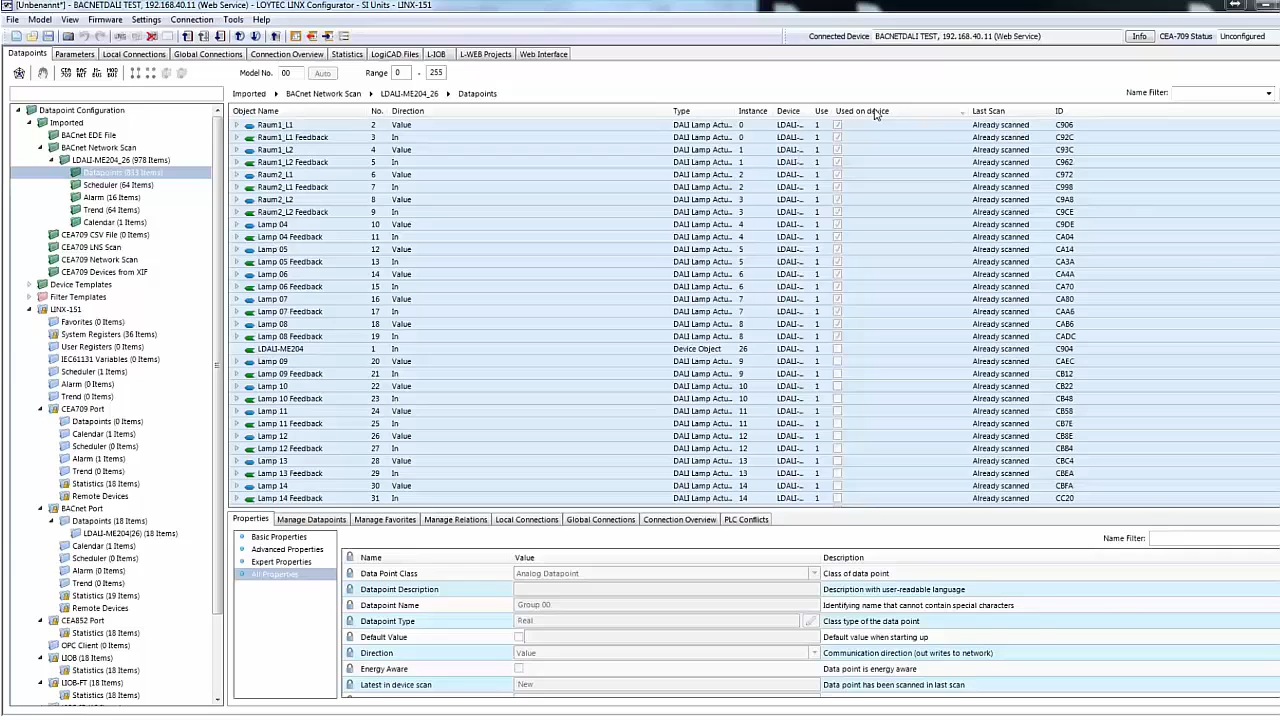 [Unbenannt*] - BACNETDALI TEST, 192.168.40.11 (Web Service) - LOYTEC LINX Configurator - SI Units - LINX-151
File Model View Firmware Settings Connection Tools Help
Connected Device BACNETDALI TEST, 192.168.40.11 (Web Service) Info CEA-709 Status Unconfigured
Datapoints Parameters Local Connections Global Connections Connection Overview Statistics LogiCAD Files L-IOB L-WEB Projects Web Interface
Model No. 00 Auto Range 0 - 255
Imported BACnet Network Scan LDALI-ME204_26 Datapoints
Name Filter:
Datapoint Configuration
Imported
BACnet EDE File
BACnet Network Scan
LDALI-ME204_26 (978 Items)
Datapoints (833 Items)
Scheduler (64 Items)
Alarm (16 Items)
Trend (64 Items)
Calendar (1 Items)
CEA709 CSV File (0 Items)
CEA709 LNS Scan
CEA709 Network Scan
CEA709 Devices from XIF
Device Templates
Filter Templates
LINX-151
Favorites (0 Items)
System Registers (36 Items)
User Registers (0 Items)
IEC61131 Variables (0 Items)
Scheduler (1 Items)
Alarm (0 Items)
Trend (0 Items)
CEA709 Port
Datapoints (0 Items)
Calendar (1 Items)
Scheduler (0 Items)
Alarm (1 Items)
Trend (0 Items)
Statistics (18 Items)
Remote Devices
BACnet Port
Datapoints (18 Items)
LDALI-ME204(26) (18 Items)
Calendar (1 Items)
Scheduler (0 Items)
Alarm (0 Items)
Trend (0 Items)
Statistics (19 Items)
Remote Devices
CEA852 Port
Statistics (18 Items)
OPC Client (0 Items)
LIOB (18 Items)
Statistics (18 Items)
LIOB-FT (18 Items)
Statistics (18 Items)
Object Name No. Direction Type Instance Device Use Used on device Last Scan ID
Raum1_L1 2 Value DALI Lamp Actu... 0 LDALI-... 1 Already scanned C906
Raum1_L1 Feedback 3 In DALI Lamp Actu... 0 LDALI-... 1 Already scanned C92C
Raum1_L2 4 Value DALI Lamp Actu... 1 LDALI-... 1 Already scanned C93C
Raum1_L2 Feedback 5 In DALI Lamp Actu... 1 LDALI-... 1 Already scanned C962
Raum2_L1 6 Value DALI Lamp Actu... 2 LDALI-... 1 Already scanned C972
Raum2_L1 Feedback 7 In DALI Lamp Actu... 2 LDALI-... 1 Already scanned C998
Raum2_L2 8 Value DALI Lamp Actu... 3 LDALI-... 1 Already scanned C9A8
Raum2_L2 Feedback 9 In DALI Lamp Actu... 3 LDALI-... 1 Already scanned C9CE
Lamp 04 10 Value DALI Lamp Actu... 4 LDALI-... 1 Already scanned C9DE
Lamp 04 Feedback 11 In DALI Lamp Actu... 4 LDALI-... 1 Already scanned CA04
Lamp 05 12 Value DALI Lamp Actu... 5 LDALI-... 1 Already scanned CA14
Lamp 05 Feedback 13 In DALI Lamp Actu... 5 LDALI-... 1 Already scanned CA3A
Lamp 06 14 Value DALI Lamp Actu... 6 LDALI-... 1 Already scanned CA4A
Lamp 06 Feedback 15 In DALI Lamp Actu... 6 LDALI-... 1 Already scanned CA70
Lamp 07 16 Value DALI Lamp Actu... 7 LDALI-... 1 Already scanned CA80
Lamp 07 Feedback 17 In DALI Lamp Actu... 7 LDALI-... 1 Already scanned CAA6
Lamp 08 18 Value DALI Lamp Actu... 8 LDALI-... 1 Already scanned CAB6
Lamp 08 Feedback 19 In DALI Lamp Actu... 8 LDALI-... 1 Already scanned CADC
LDALI-ME204 1 In Device Object 26 LDALI-... 1 Already scanned C904
Lamp 09 20 Value DALI Lamp Actu... 9 LDALI-... 1 Already scanned CAEC
Lamp 09 Feedback 21 In DALI Lamp Actu... 9 LDALI-... 1 Already scanned CB12
Lamp 10 22 Value DALI Lamp Actu... 10 LDALI-... 1 Already scanned CB22
Lamp 10 Feedback 23 In DALI Lamp Actu... 10 LDALI-... 1 Already scanned CB48
Lamp 11 24 Value DALI Lamp Actu... 11 LDALI-... 1 Already scanned CB58
Lamp 11 Feedback 25 In DALI Lamp Actu... 11 LDALI-... 1 Already scanned CB7E
Lamp 12 26 Value DALI Lamp Actu... 12 LDALI-... 1 Already scanned CB8E
Lamp 12 Feedback 27 In DALI Lamp Actu... 12 LDALI-... 1 Already scanned CBB4
Lamp 13 28 Value DALI Lamp Actu... 13 LDALI-... 1 Already scanned CBC4
Lamp 13 Feedback 29 In DALI Lamp Actu... 13 LDALI-... 1 Already scanned CBEA
Lamp 14 30 Value DALI Lamp Actu... 14 LDALI-... 1 Already scanned CBFA
Lamp 14 Feedback 31 In DALI Lamp Actu... 14 LDALI-... 1 Already scanned CC20
Properties Manage Datapoints Manage Favorites Manage Relations Local Connections Global Connections Connection Overview PLC Conflicts
Basic Properties
Advanced Properties
Expert Properties
All Properties
Name Filter:
Name Value Description
Data Point Class Analog Datapoint Class of data point
Datapoint Description Description with user-readable language
Datapoint Name Group 00 Identifying name that cannot contain special characters
Datapoint Type Real Class type of the data point
Default Value Default value when starting up
Direction Value Communication direction (out writes to network)
Energy Aware Data point is energy aware
Latest in device scan New Data point has been scanned in last scan